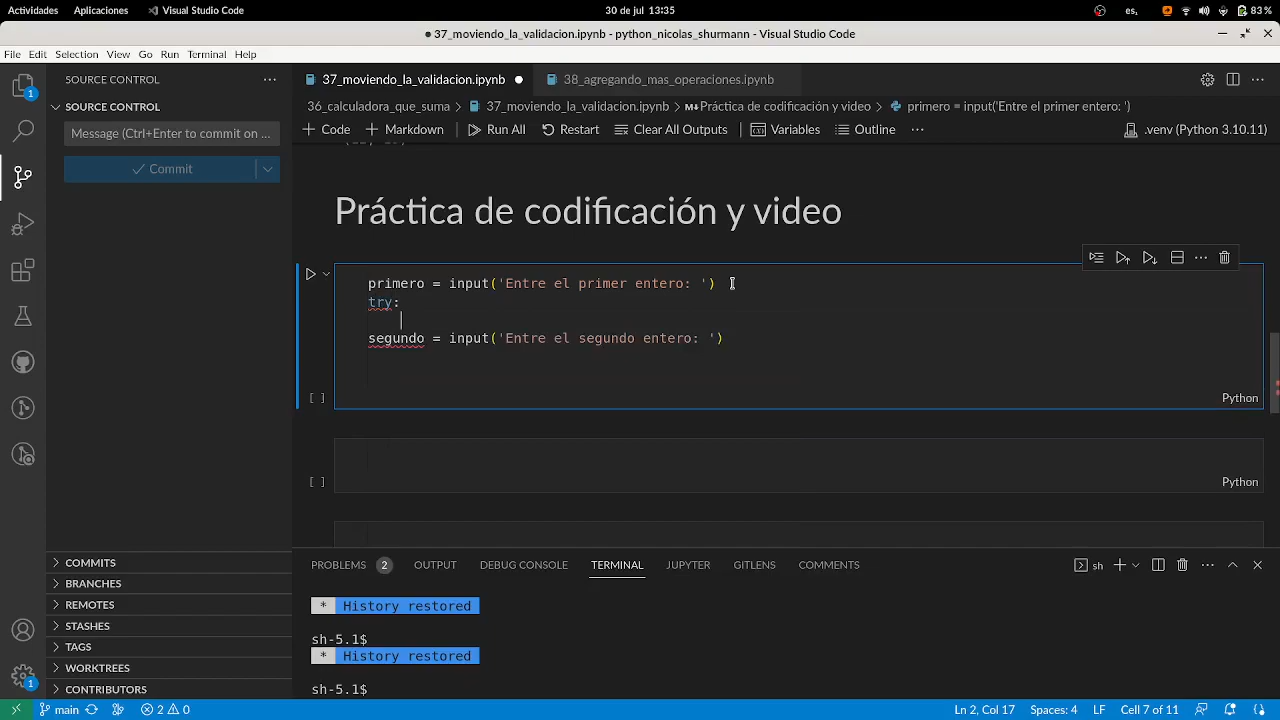 Actividades Aplicaciones Visual Studio Code 30 de jul 13:35 es, 83 %
● 37_moviendo_la_validacion.ipynb - python_nicolas_shurmann - Visual Studio Code
File Edit Selection View Go Run Terminal Help
SOURCE CONTROL ··· 37_moviendo_la_validacion.ipynb ● 38_agregando_mas_operaciones.ipynb
SOURCE CONTROL 36_calculadora_que_suma > 37_moviendo_la_validacion.ipynb > M↓Práctica de codificación y video > primero = input('Entre el primer entero: ')
Message (Ctrl+Enter to commit on ... + Code + Markdown Run All Restart Clear All Outputs Variables Outline ··· .venv (Python 3.10.11)
Commit
Práctica de codificación y video
primero = input('Entre el primer entero: ')
try:
segundo = input('Entre el segundo entero: ')
[ ] Python
[ ] Python
COMMITS
BRANCHES
REMOTES
STASHES
TAGS
WORKTREES
CONTRIBUTORS
PROBLEMS 2 OUTPUT DEBUG CONSOLE TERMINAL JUPYTER GITLENS COMMENTS sh
* History restored
sh-5.1$
* History restored
sh-5.1$
1
1
main 2 0 Ln 2, Col 17 Spaces: 4 LF Cell 7 of 11